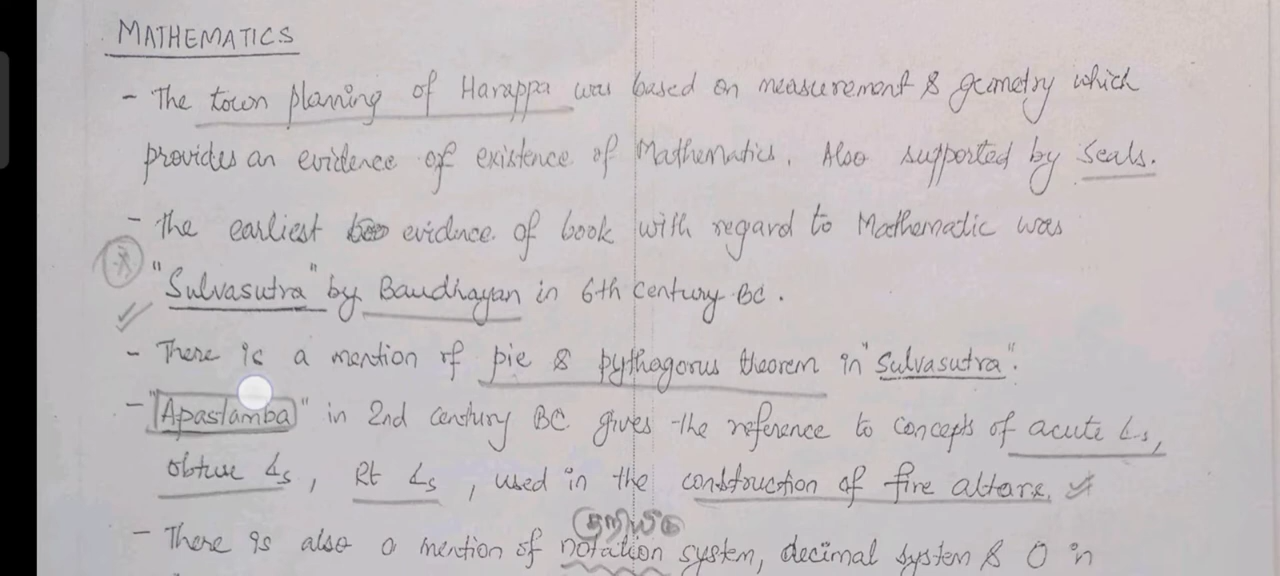 MATHEMATICS
- The town planning of Harappa was based on measurement & geometry which
provides an evidence of existence of Mathematics. Also supported by Seals.
- The earliest evidence of book with regard to Mathematic was
"Sulvasutra" by Baudhayan in 6th century BC.
- There is a mention of pie & pythagorus theorem in "Sulvasutra".
- "Apastamba" in 2nd century BC gives the reference to concepts of acute ∠s,
obtuse ∠s, Rt ∠s, used in the construction of fire altars.
குறியீடு
- There is also a mention of notation system, decimal system & 0 in